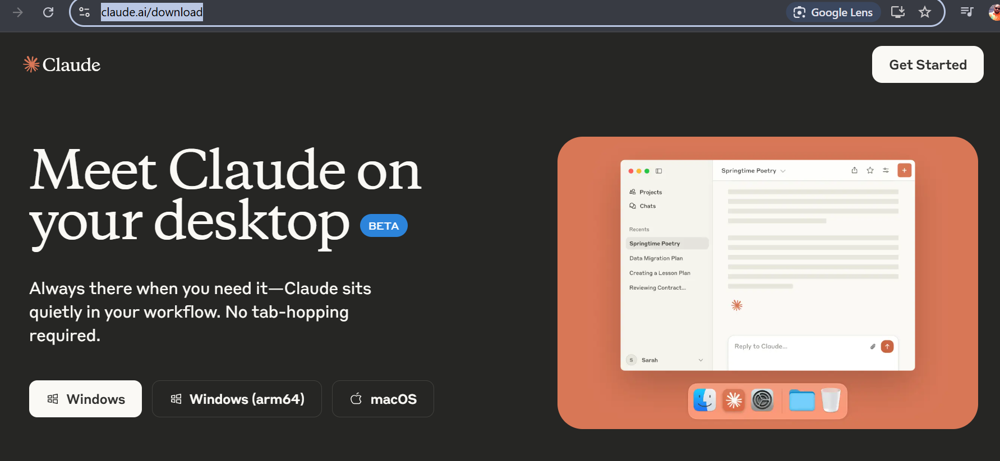 claude.ai/download
Google Lens
Claude
Get Started
Meet Claude on
your desktop BETA
Always there when you need it—Claude sits
quietly in your workflow. No tab-hopping
required.
Windows
Windows (arm64)
macOS
Springtime Poetry
Projects
Chats
Recents
Springtime Poetry
Data Migration Plan
Creating a Lesson Plan
Reviewing Contract...
Reply to Claude...
S Sarah